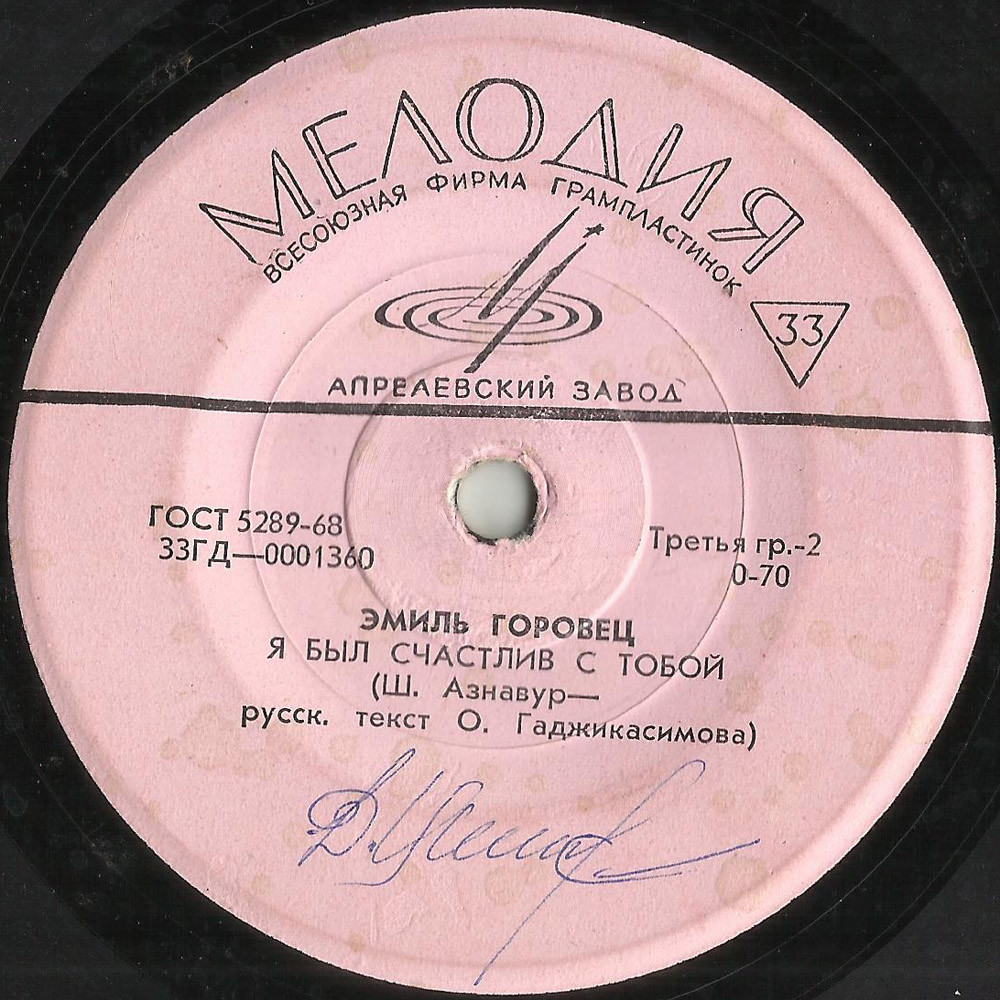 МЕЛОДИЯ
ВСЕСОЮЗНАЯ ФИРМА ГРАМПЛАСТИНОК
33
АПРЕЛЕВСКИЙ ЗАВОД
ГОСТ 5289-68
Третья гр.-2
33ГД—0001360
0-70
ЭМИЛЬ ГОРОВЕЦ
Я БЫЛ СЧАСТЛИВ С ТОБОЙ
(Ш. Азнавур—
русск. текст О. Гаджикасимова)